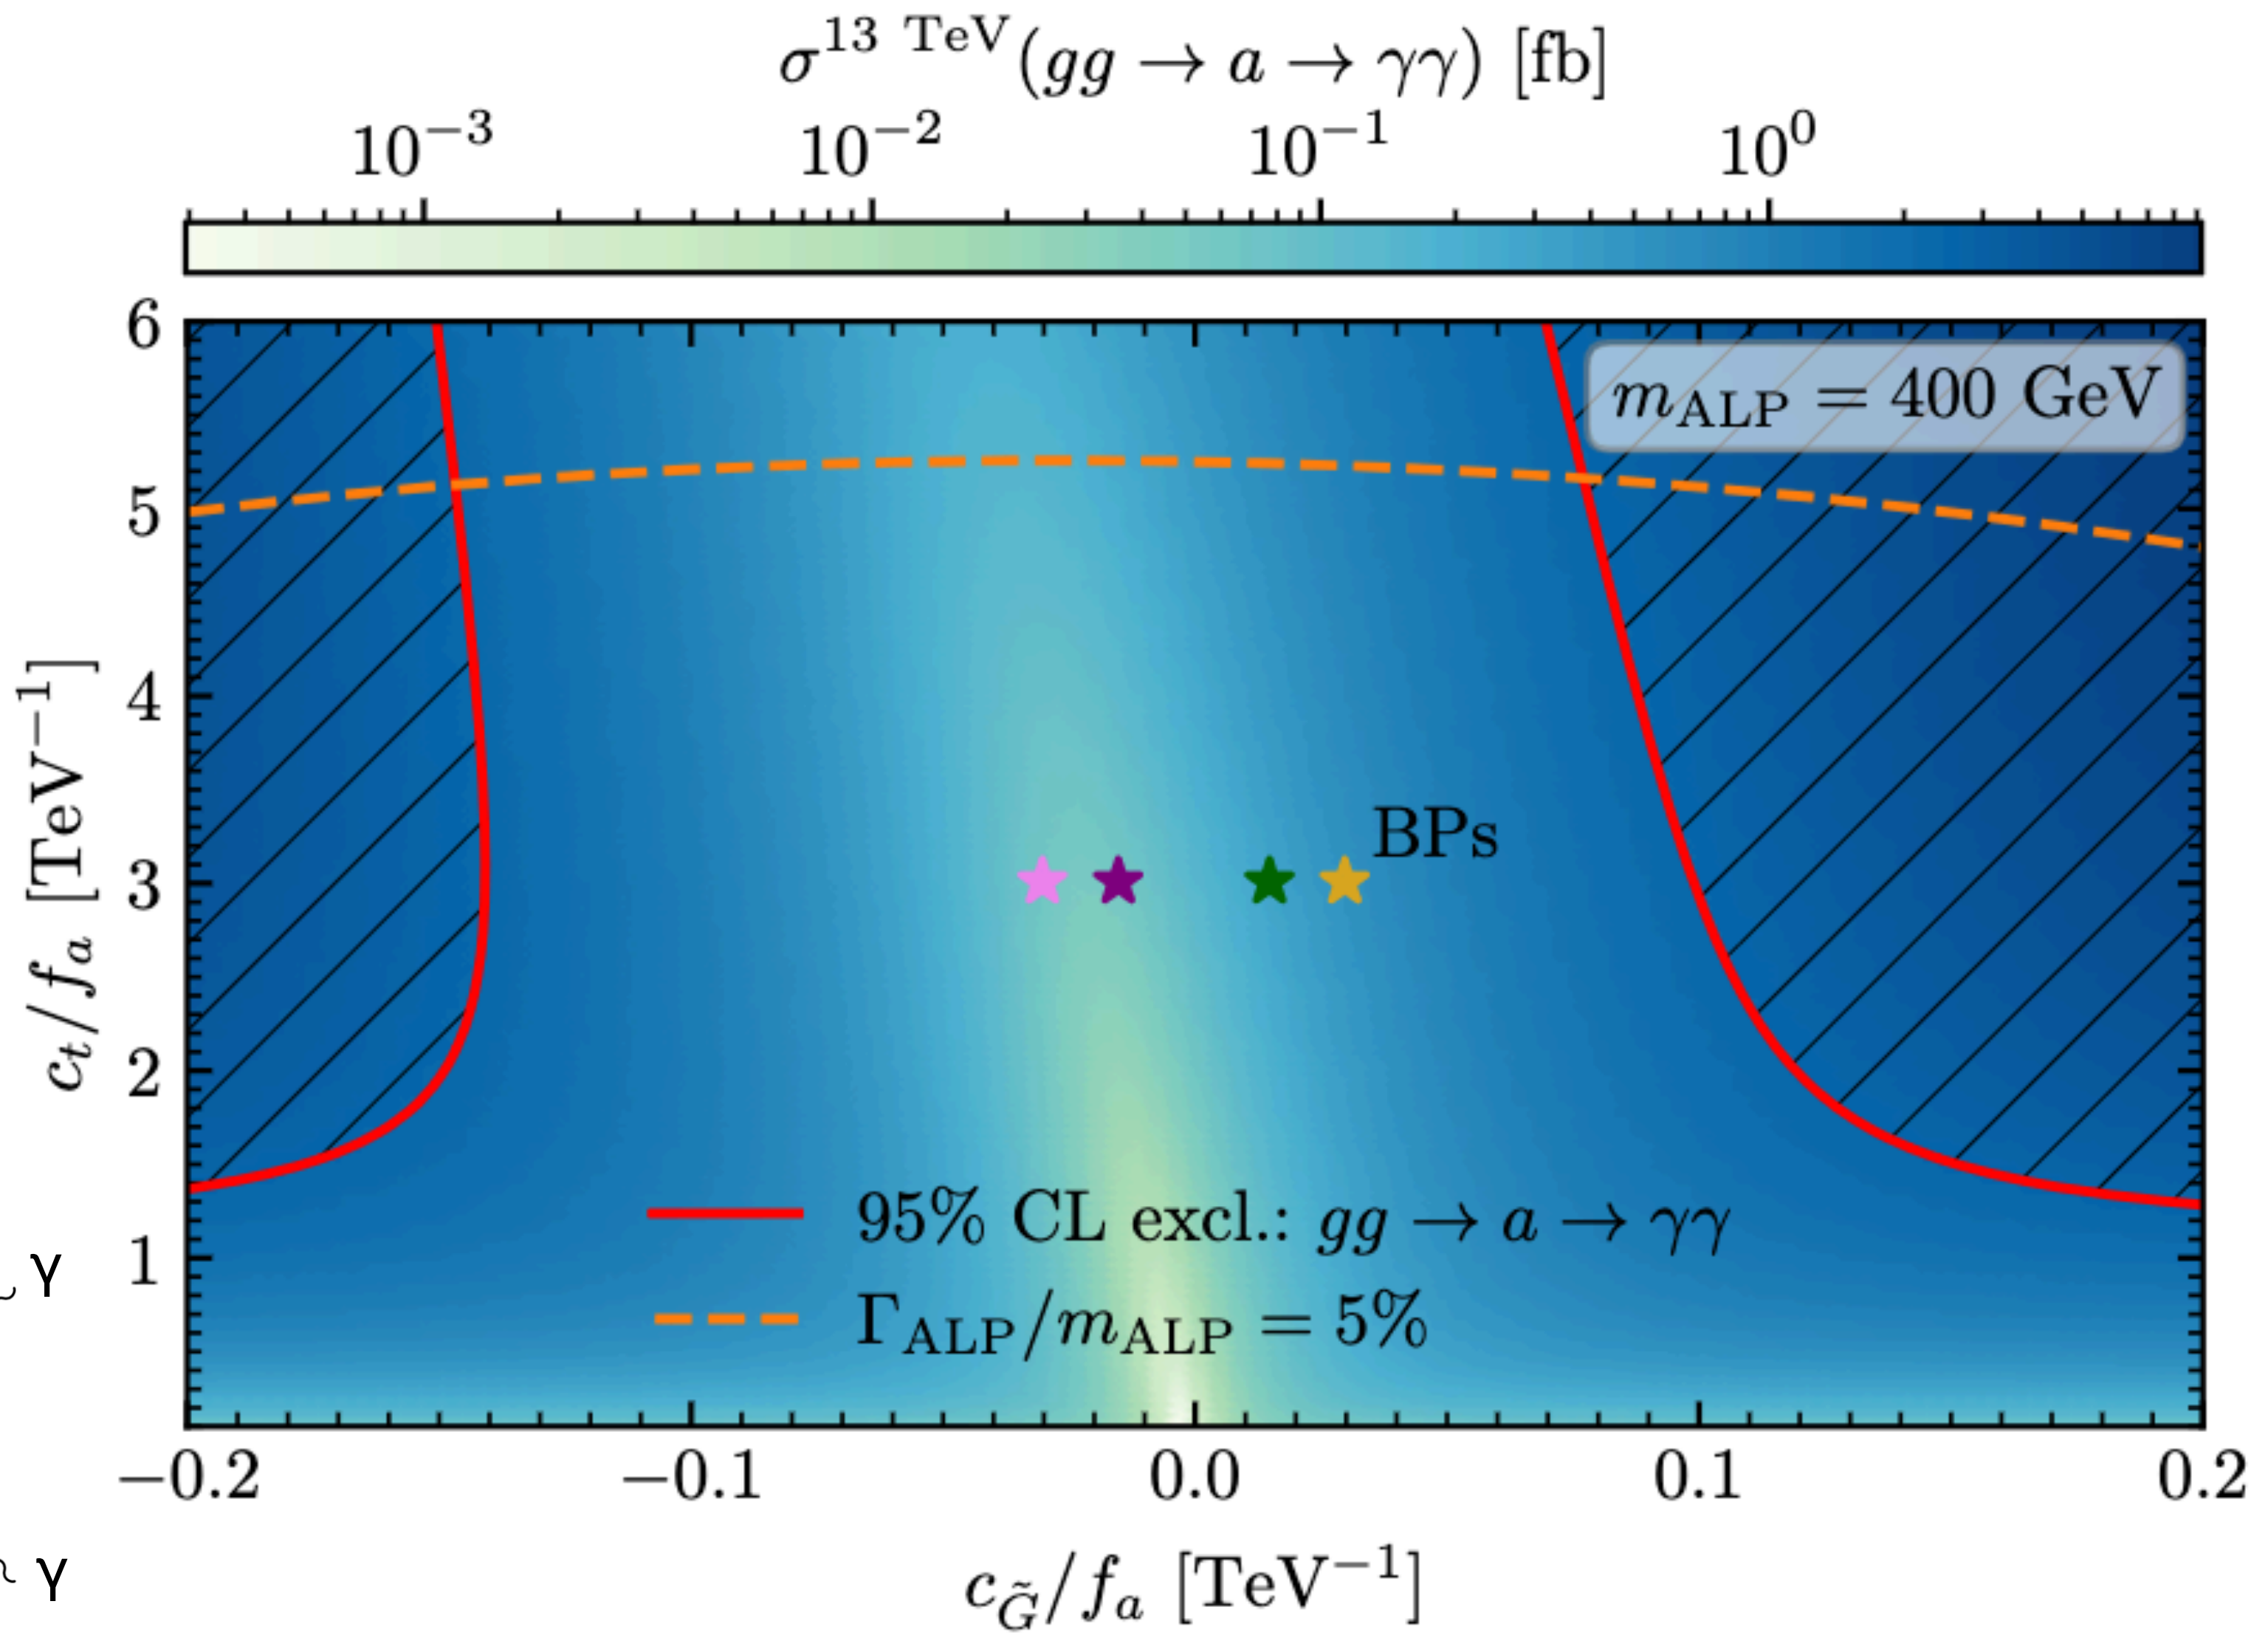 σ^{13 TeV}(gg → a → γγ) [fb]
10^{−3} 10^{−2} 10^{−1} 10^{0}
6
m_{ALP} = 400 GeV
5
4
c_t/f_a [TeV^{−1}]
BPs
3
2
95% CL excl.: gg → a → γγ
γ
1
Γ_{ALP}/m_{ALP} = 5%
−0.2 −0.1 0.0 0.1 0.2
γ
c_{G̃}/f_a [TeV^{−1}]